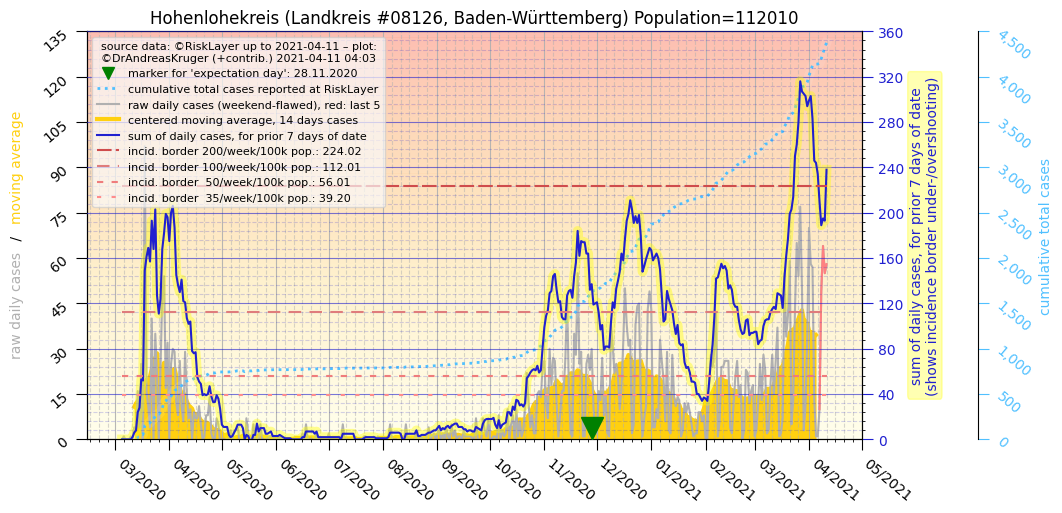 Hohenlohekreis (Landkreis #08126, Baden-Württemberg) Population=112010
source data: ©RiskLayer up to 2021-04-11 – plot:
©DrAndreasKruger (+contrib.) 2021-04-11 04:03
marker for 'expectation day': 28.11.2020
cumulative total cases reported at RiskLayer
raw daily cases (weekend-flawed), red: last 5
centered moving average, 14 days cases
sum of daily cases, for prior 7 days of date
incid. border 200/week/100k pop.: 224.02
incid. border 100/week/100k pop.: 112.01
incid. border  50/week/100k pop.: 56.01
incid. border  35/week/100k pop.: 39.20
raw daily cases / moving average
135
120
105
90
75
60
45
30
15
0
03/2020
04/2020
05/2020
06/2020
07/2020
08/2020
09/2020
10/2020
11/2020
12/2020
01/2021
02/2021
03/2021
04/2021
05/2021
360
320
280
240
200
160
120
80
40
0
sum of daily cases, for prior 7 days of date
(shows incidence border under-/overshooting)
4,500
4,000
3,500
3,000
2,500
2,000
1,500
1,000
500
0
cumulative total cases